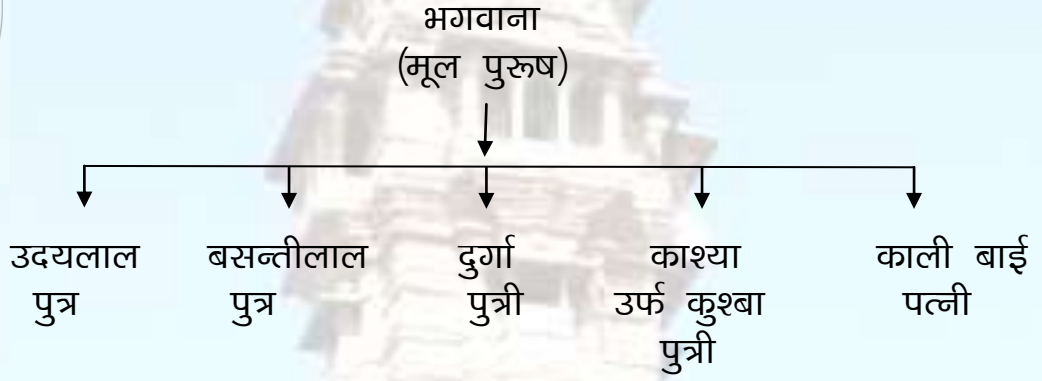 भगवाना
(मूल पुरूष)
उदयलाल बसन्तीलाल दुर्गा काश्या काली बाई
पुत्र पुत्र पुत्री उर्फ कुश्बा पत्नी
पुत्री